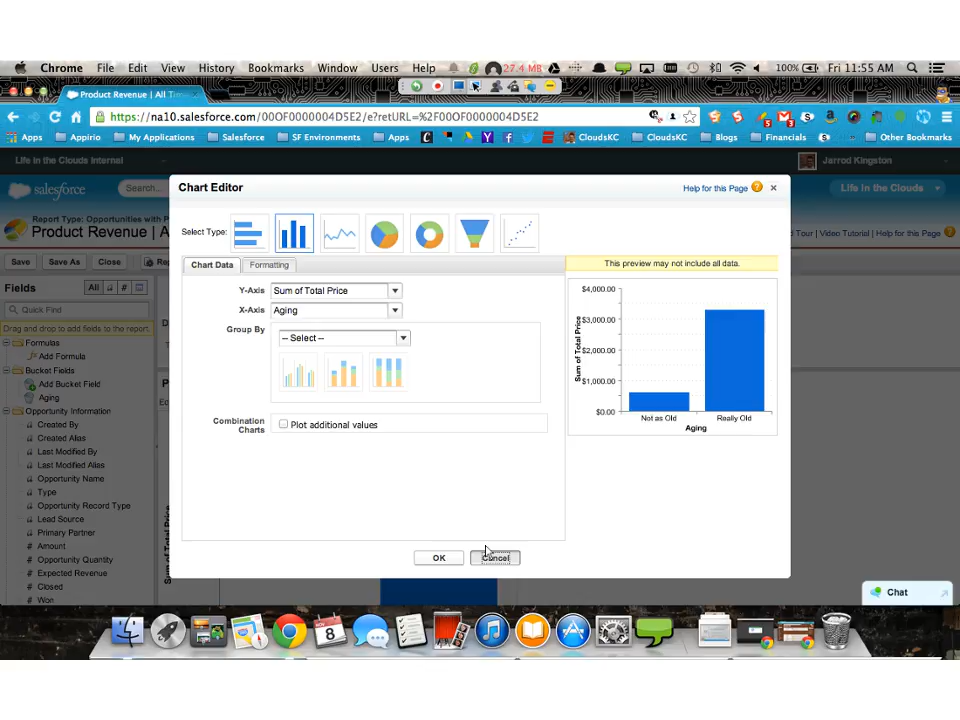 Chrome File Edit View History Bookmarks Window Users Help 27.4 MB 100% Fri 11:55 AM
Product Revenue | All Tim
https://na10.salesforce.com/00OF0000004D5E2/e?retURL=%2F00OF0000004D5E2
Apps Appirio My Applications Salesforce SF Environments Apps CloudsKC CloudsKC Blogs Financials Other Bookmarks
Life in the Clouds Internal Jarrod Kingston
salesforce Search... Life in the Clouds
Report Type: Opportunities with P
Product Revenue | A Tour | Video Tutorial | Help for this Page
Save Save As Close Re
Fields All #
Quick Find
Drag and drop to add fields to the report.
Formulas
Add Formula
Bucket Fields
Add Bucket Field
Aging
Opportunity Information
Created By
Created Alias
Last Modified By
Last Modified Alias
Opportunity Name
Type
Opportunity Record Type
Lead Source
Primary Partner
Amount
Opportunity Quantity
Expected Revenue
Closed
Won
Chart Editor Help for this Page
Select Type:
Chart Data Formatting
Y-Axis Sum of Total Price
X-Axis Aging
Group By
-- Select --
Combination Charts Plot additional values
This preview may not include all data.
Sum of Total Price
$4,000.00
$3,000.00
$2,000.00
$1,000.00
$0.00
Not as Old Really Old
Aging
OK Cancel
Chat
NOV
8